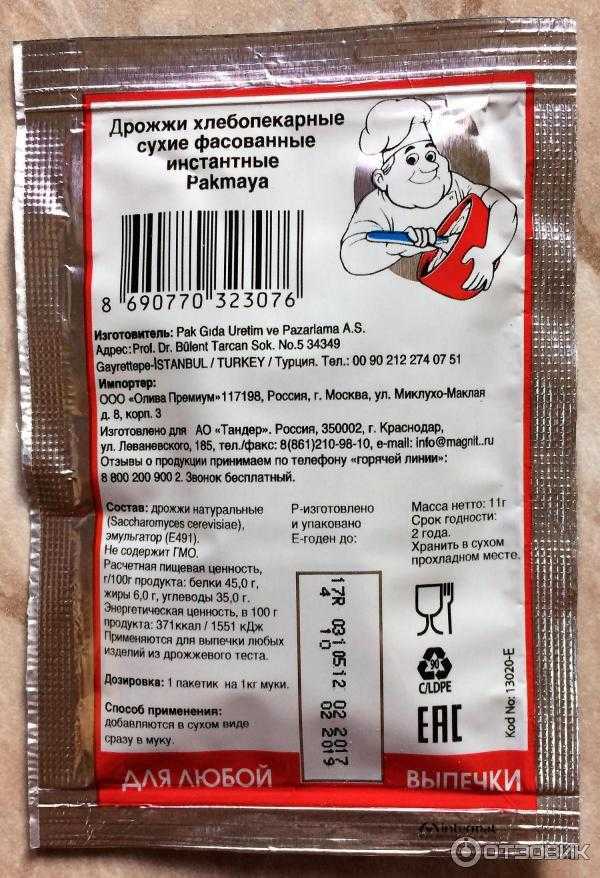 Дрожжи хлебопекарные
сухие фасованные
инстантные
Pakmaya
8 690770 323076
Изготовитель: Pak Gıda Uretim ve Pazarlama A.S.
Адрес: Prof. Dr. Bülent Tarcan Sok. No.5 34349
Gayrettepe-İSTANBUL / TURKEY / Турция. Тел.: 00 90 212 274 07 51
Импортер:
ООО «Олива Премиум»117198, Россия, г. Москва, ул. Миклухо-Маклая
д. 8, корп. 3
Изготовлено для АО «Тандер». Россия, 350002, г. Краснодар,
ул. Леваневского, 185, тел./факс: 8(861)210-98-10, e-mail: info@magnit..ru
Отзывы о продукции принимаем по телефону «горячей линии»:
8 800 200 900 2. Звонок бесплатный.
Состав: дрожжи натуральные
(Saccharomyces cerevisiae),
эмульгатор (Е491).
Не содержит ГМО.
Расчетная пищевая ценность,
г/100г продукта: белки 45,0 г,
жиры 6,0 г, углеводы 35,0 г.
Энергетическая ценность, в 100 г
продукта: 371ккал / 1551 кДж
Применяются для выпечки любых
изделий из дрожжевого теста.
Дозировка: 1 пакетик на 1кг муки.
Способ применения:
добавляются в сухом виде
сразу в муку.
Р-изготовлено
и упаковано
Е-годен до:
17R 031 05 12 02 2017
4 10 02 2019
Масса нетто: 11г
Срок годности:
2 года.
Хранить в сухом
прохладном месте.
90
C/LDPE
EAC
Kod No: 13020-E
ДЛЯ ЛЮБОЙ ВЫПЕЧКИ
ОТЗОВИК